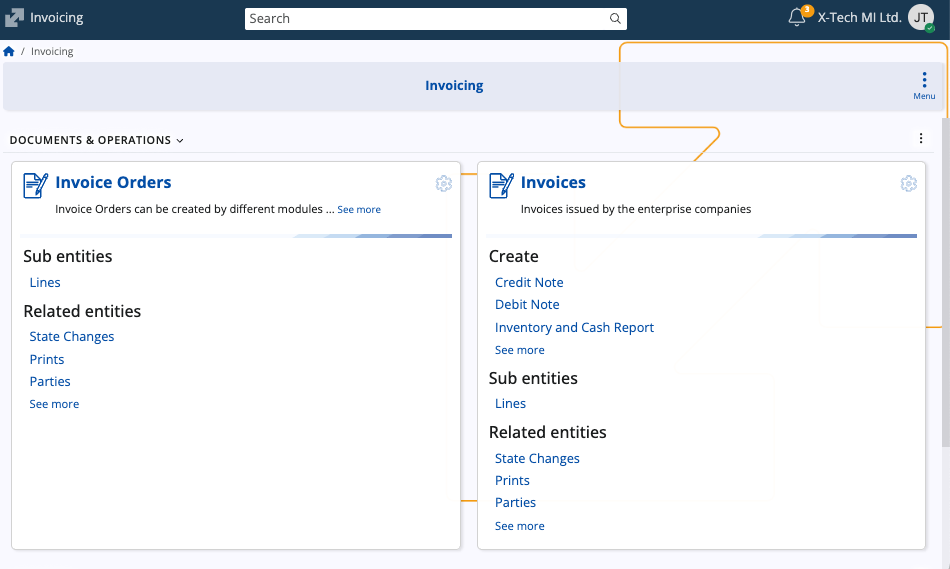 Invoicing
Search
3
X-Tech MI Ltd.
JT
/ Invoicing
Invoicing
Menu
DOCUMENTS & OPERATIONS
Invoice Orders
Invoice Orders can be created by different modules ... See more
Sub entities
Lines
Related entities
State Changes
Prints
Parties
See more
Invoices
Invoices issued by the enterprise companies
Create
Credit Note
Debit Note
Inventory and Cash Report
See more
Sub entities
Lines
Related entities
State Changes
Prints
Parties
See more